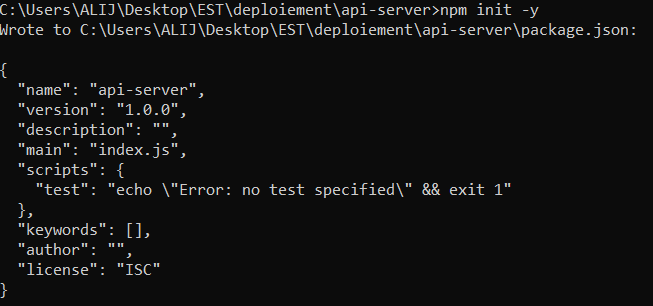 C:\Users\ALIJ\Desktop\EST\deploiement\api-server>npm init -y
Wrote to C:\Users\ALIJ\Desktop\EST\deploiement\api-server\package.json:
{
  "name": "api-server",
  "version": "1.0.0",
  "description": "",
  "main": "index.js",
  "scripts": {
    "test": "echo \"Error: no test specified\" && exit 1"
  },
  "keywords": [],
  "author": "",
  "license": "ISC"
}